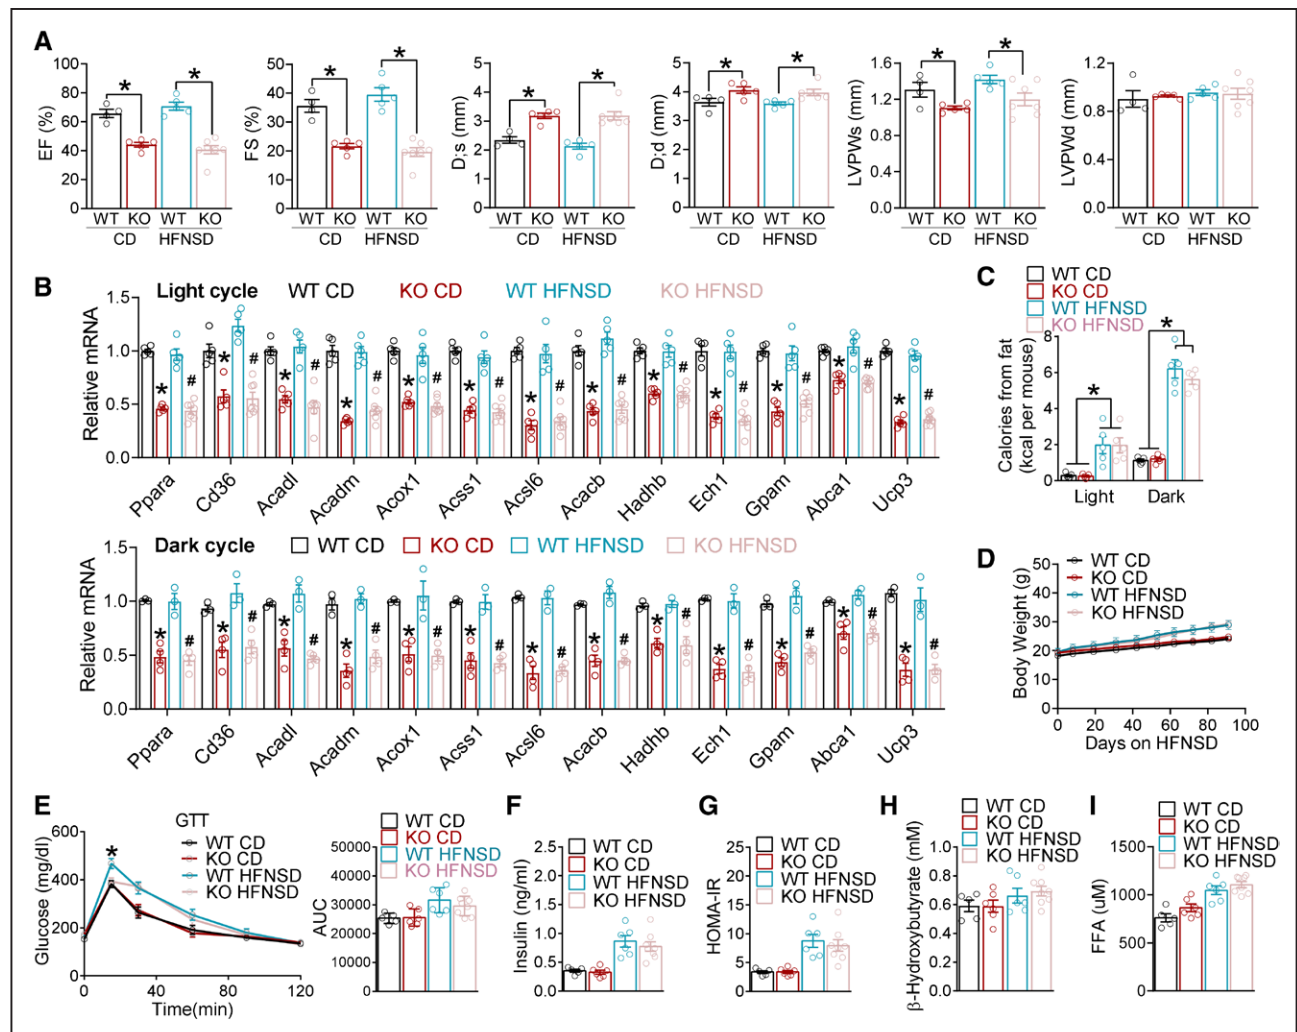 A
EF (%)
100
80
60
40
20
0
* *
WT KO WT KO
CD HFNSD
FS (%)
50
40
30
20
10
0
* *
WT KO WT KO
CD HFNSD
D;s (mm)
5
4
3
2
1
0
* *
WT KO WT KO
CD HFNSD
D;d (mm)
5
4
3
2
1
0
* *
WT KO WT KO
CD HFNSD
LVPWs (mm)
1.6
1.2
0.8
0.4
0.0
* *
WT KO WT KO
CD HFNSD
LVPWd (mm)
1.2
0.8
0.4
0.0
WT KO WT KO
CD HFNSD
B
Light cycle WT CD KO CD WT HFNSD KO HFNSD
Relative mRNA
1.5
1.0
0.5
0.0
* # * # * # * # * # * # * # * # * # * # * # * # * #
Ppara Cd36 Acadl Acadm Acox1 Acss1 Acsl6 Acacb Hadhb Ech1 Gpam Abca1 Ucp3
Dark cycle WT CD KO CD WT HFNSD KO HFNSD
Relative mRNA
1.5
1.0
0.5
0.0
* # * # * # * # * # * # * # * # * # * # * # * # * #
Ppara Cd36 Acadl Acadm Acox1 Acss1 Acsl6 Acacb Hadhb Ech1 Gpam Abca1 Ucp3
C
WT CD
KO CD
WT HFNSD
KO HFNSD
Calories from fat
(kcal per mouse)
8
6
4
2
0
* *
Light Dark
D
WT CD
KO CD
WT HFNSD
KO HFNSD
Body Weight (g)
50
40
30
20
10
0
0 20 40 60 80 100
Days on HFNSD
E
GTT
WT CD
KO CD
WT HFNSD
KO HFNSD
Glucose (mg/dl)
600
400
200
0
*
0 40 80 120
Time(min)
WT CD
KO CD
WT HFNSD
KO HFNSD
AUC
50000
40000
30000
20000
10000
10000
F
WT CD
KO CD
WT HFNSD
KO HFNSD
Insulin (ng/ml)
2.5
2.0
1.5
1.0
0.5
0.0
G
WT CD
KO CD
WT HFNSD
KO HFNSD
HOMA-IR
25
20
15
10
5
0
H
WT CD
KO CD
WT HFNSD
KO HFNSD
β-Hydroxybutyrate (mM)
1.0
0.8
0.6
0.4
0.2
0.0
I
WT CD
KO CD
WT HFNSD
KO HFNSD
FFA (uM)
1500
1000
500
0